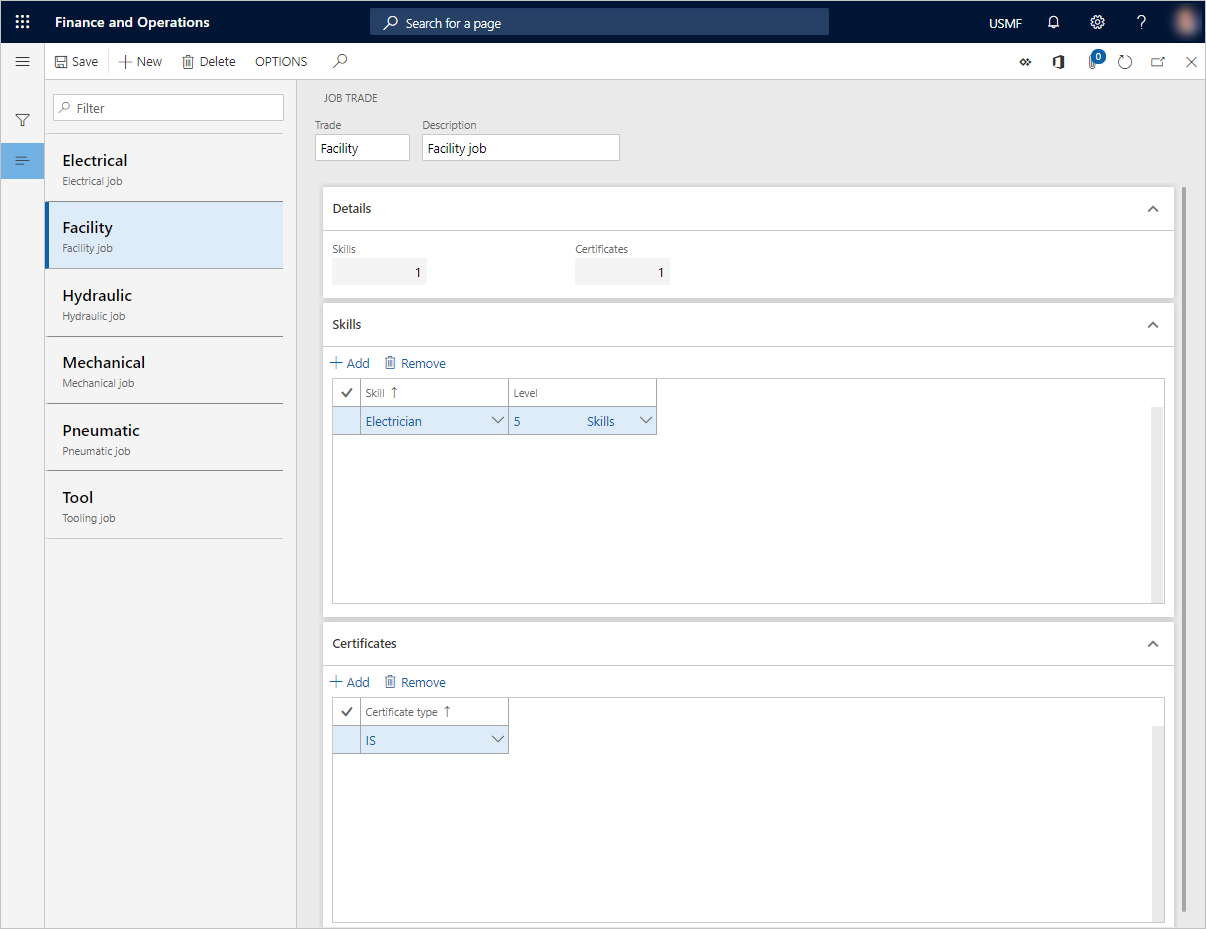 Finance and Operations
Search for a page
USMF
?
Save
New
Delete
OPTIONS
0
Filter
Electrical
Electrical job
Facility
Facility job
Hydraulic
Hydraulic job
Mechanical
Mechanical job
Pneumatic
Pneumatic job
Tool
Tooling job
JOB TRADE
Trade Description
Facility Facility job
Details
Skills Certificates
1 1
Skills
Add Remove
Skill Level
Electrician 5 Skills
Certificates
Add Remove
Certificate type
IS